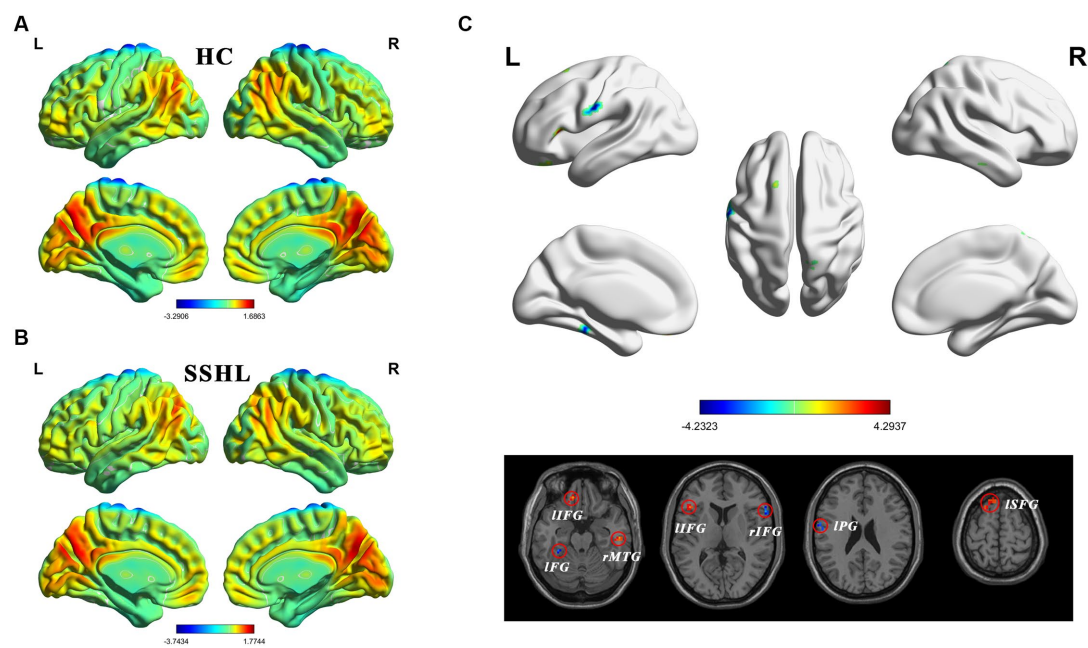 A
L
HC
R
-3.2906
1.6863
B
L
SSHL
R
-3.7434
1.7744
C
L
R
-4.2323
4.2937
lIFG
lFG
rMTG
lIFG
rIFG
lPG
lSFG